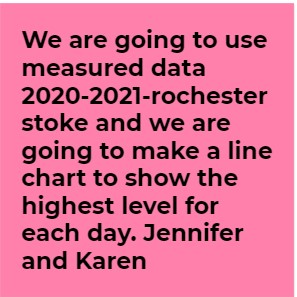 We are going to use
measured data
2020-2021-rochester
stoke and we are
going to make a line
chart to show the
highest level for
each day. Jennifer
and Karen